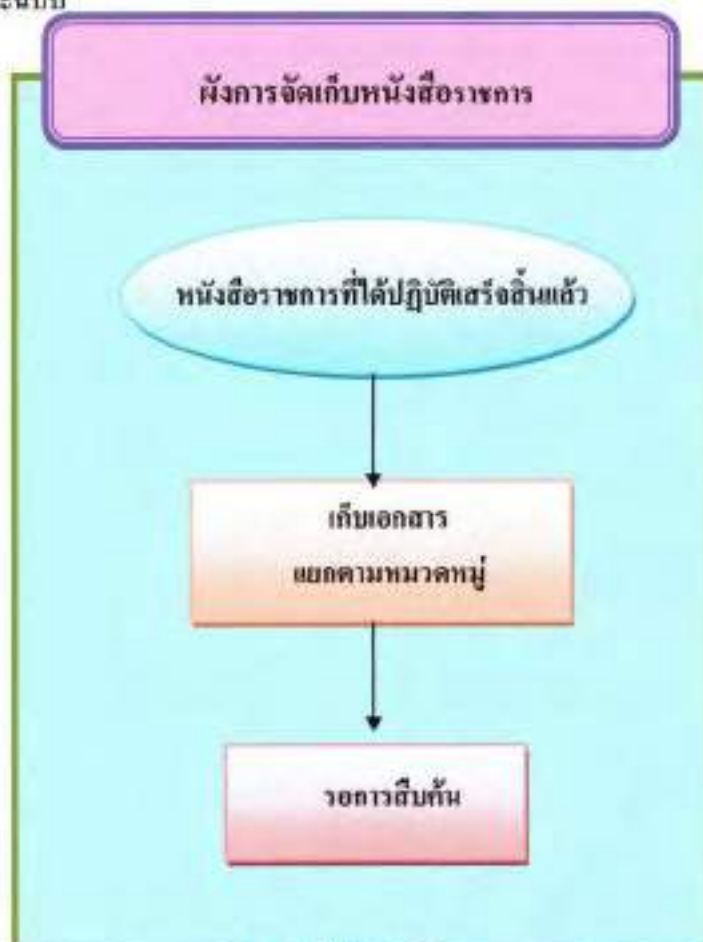 ผังการจัดเก็บหนังสือราชการ
หนังสือราชการที่ได้ปฏิบัติเสร็จสิ้นแล้ว
เก็บเอกสาร
แยกตามหมวดหมู่
รอการสืบค้น